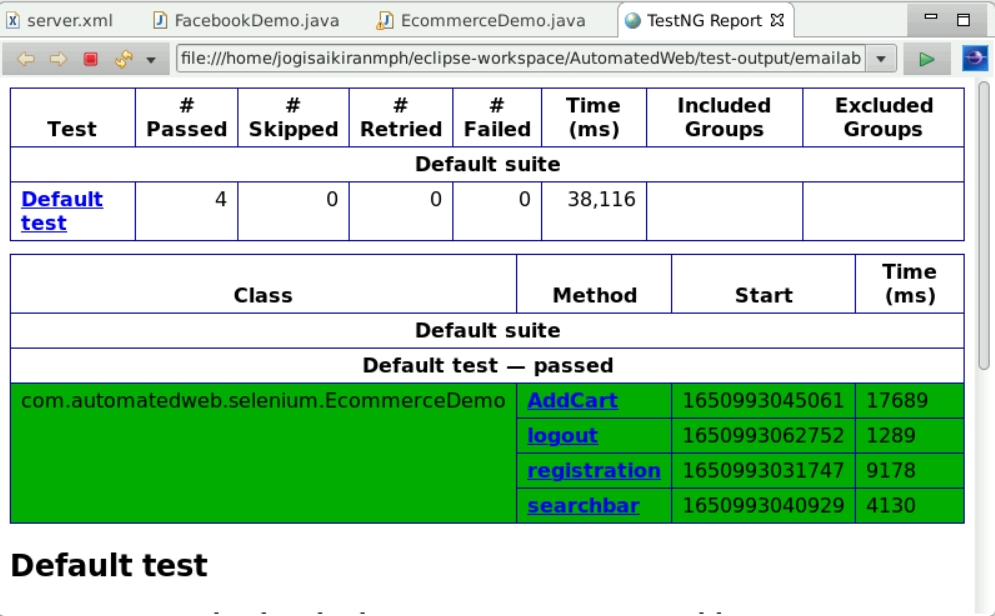 server.xml FacebookDemo.java EcommerceDemo.java TestNG Report
file:///home/jogisaikiranmph/eclipse-workspace/AutomatedWeb/test-output/emailab
Test # Passed # Skipped # Retried # Failed Time (ms) Included Groups Excluded Groups
Default suite
Default test 4 0 0 0 38,116
Class Method Start Time (ms)
Default suite
Default test — passed
com.automatedweb.selenium.EcommerceDemo AddCart 1650993045061 17689
logout 1650993062752 1289
registration 1650993031747 9178
searchbar 1650993040929 4130
Default test